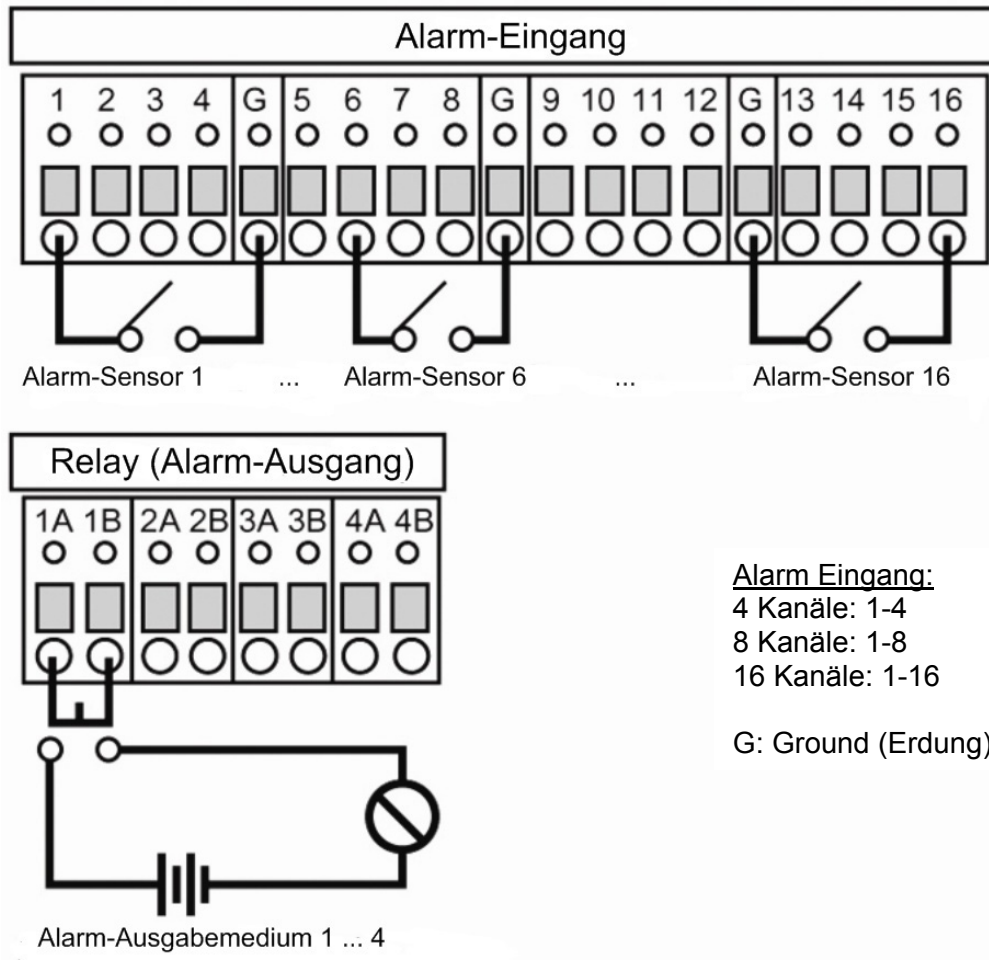 Alarm-Eingang
1 2 3 4 G 5 6 7 8 G 9 10 11 12 G 13 14 15 16
Alarm-Sensor 1 ... Alarm-Sensor 6 ... Alarm-Sensor 16
Relay (Alarm-Ausgang)
1A 1B 2A 2B 3A 3B 4A 4B
Alarm Eingang:
4 Kanäle: 1-4
8 Kanäle: 1-8
16 Kanäle: 1-16
G: Ground (Erdung)
Alarm-Ausgabemedium 1 ... 4